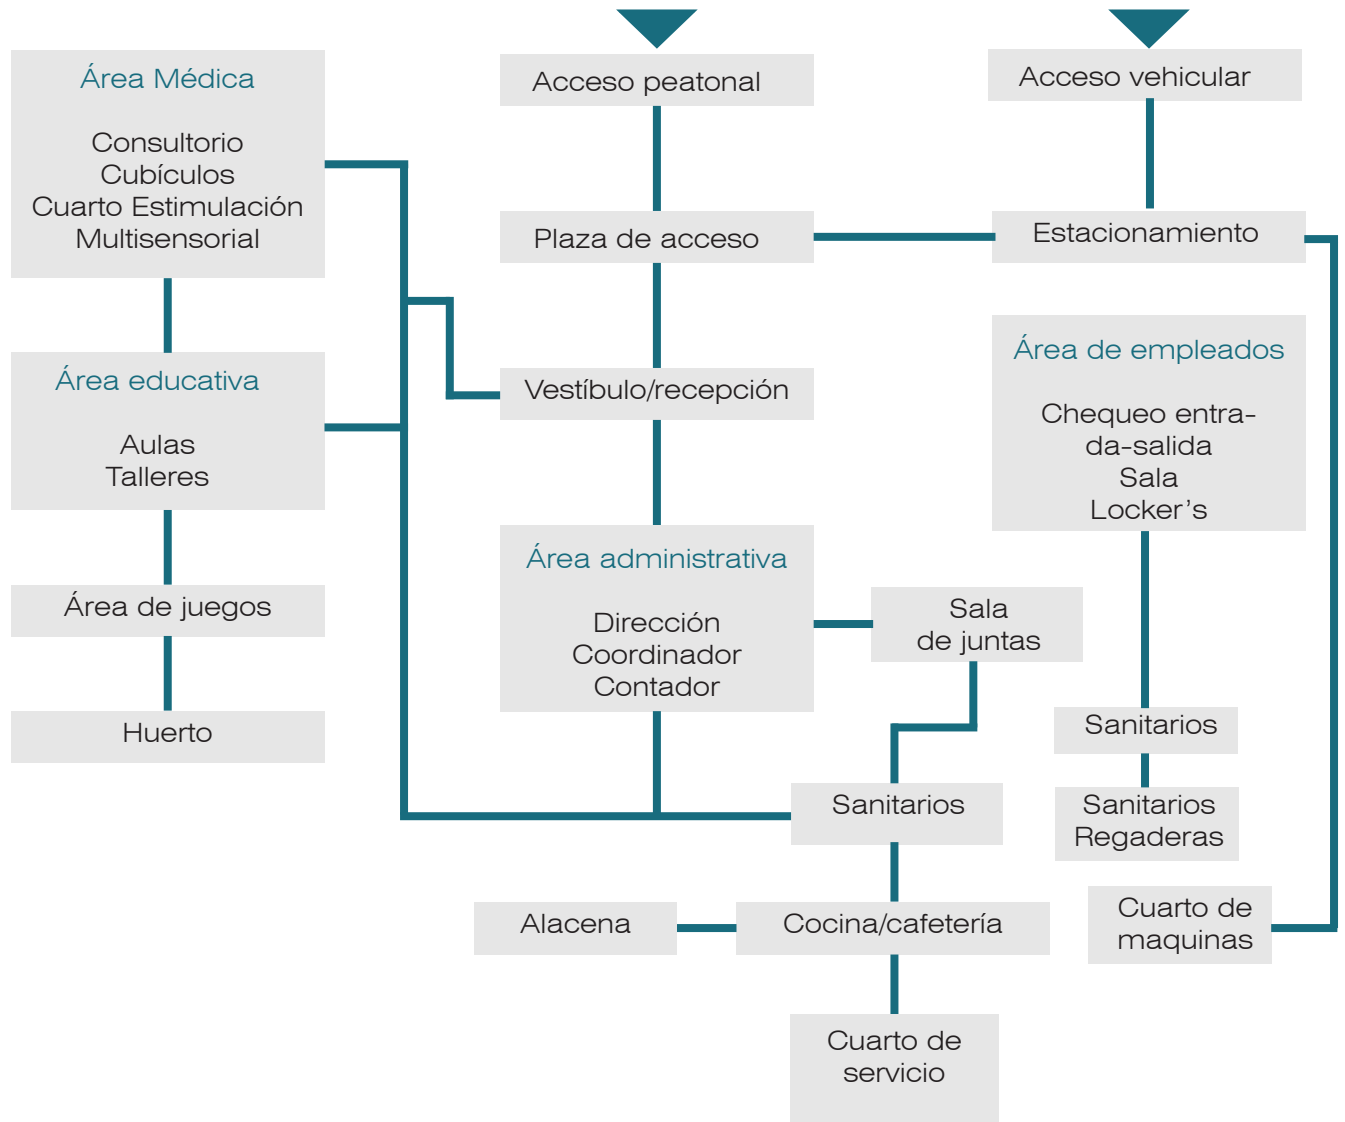 Área Médica
Consultorio
Cubículos
Cuarto Estimulación
Multisensorial
Área educativa
Aulas
Talleres
Área de juegos
Huerto
Acceso peatonal
Plaza de acceso
Vestíbulo/recepción
Área administrativa
Dirección
Coordinador
Contador
Sala
de juntas
Sanitarios
Alacena
Cocina/cafetería
Cuarto de
servicio
Acceso vehicular
Estacionamiento
Área de empleados
Chequeo entra-
da-salida
Sala
Locker’s
Sanitarios
Sanitarios
Regaderas
Cuarto de
maquinas